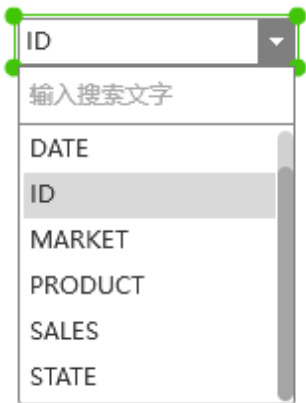 ID
输入搜索文字
DATE
ID
MARKET
PRODUCT
SALES
STATE